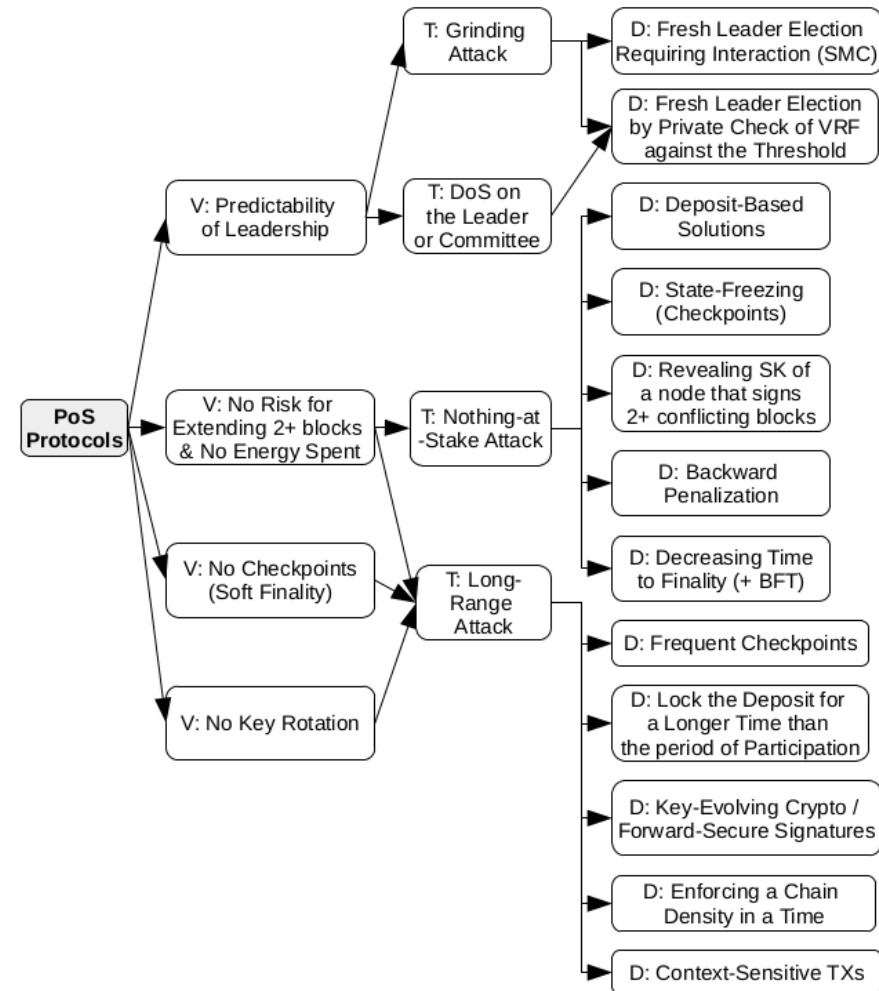 PoS
Protocols
V: Predictability
of Leadership
V: No Risk for
Extending 2+ blocks
& No Energy Spent
V: No Checkpoints
(Soft Finality)
V: No Key Rotation
T: Grinding
Attack
T: DoS on
the Leader
or Committee
T: Nothing-at
-Stake Attack
T: Long-
Range
Attack
D: Fresh Leader Election
Requiring Interaction (SMC)
D: Fresh Leader Election
by Private Check of VRF
against the Threshold
D: Deposit-Based
Solutions
D: State-Freezing
(Checkpoints)
D: Revealing SK of
a node that signs
2+ conflicting blocks
D: Backward
Penalization
D: Decreasing Time
to Finality (+ BFT)
D: Frequent Checkpoints
D: Lock the Deposit for
a Longer Time than
the period of Participation
D: Key-Evolving Crypto /
Forward-Secure Signatures
D: Enforcing a Chain
Density in a Time
D: Context-Sensitive TXs